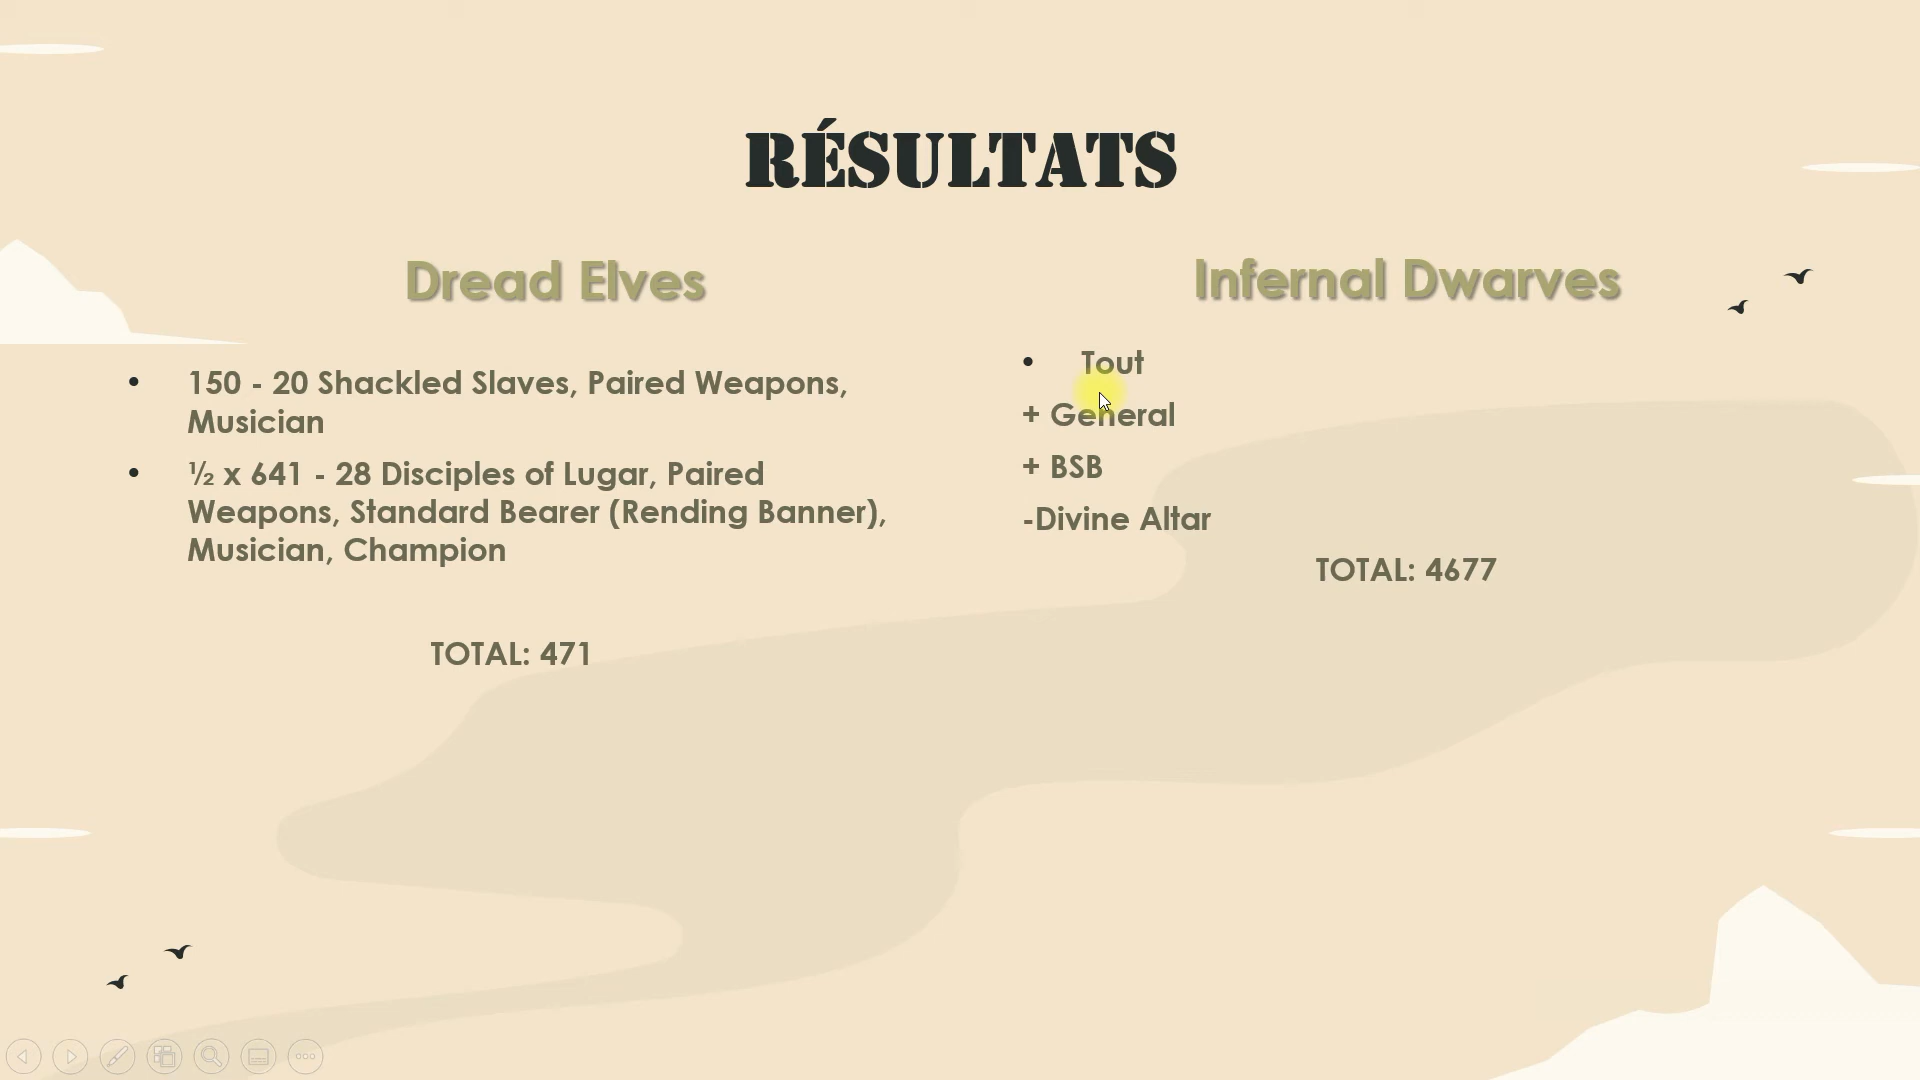 RÉSULTATS
Dread Elves
• 150 - 20 Shackled Slaves, Paired Weapons,
Musician
• ½ x 641 - 28 Disciples of Lugar, Paired
Weapons, Standard Bearer (Rending Banner),
Musician, Champion
TOTAL: 471
Infernal Dwarves
• Tout
+ General
+ BSB
-Divine Altar
TOTAL: 4677